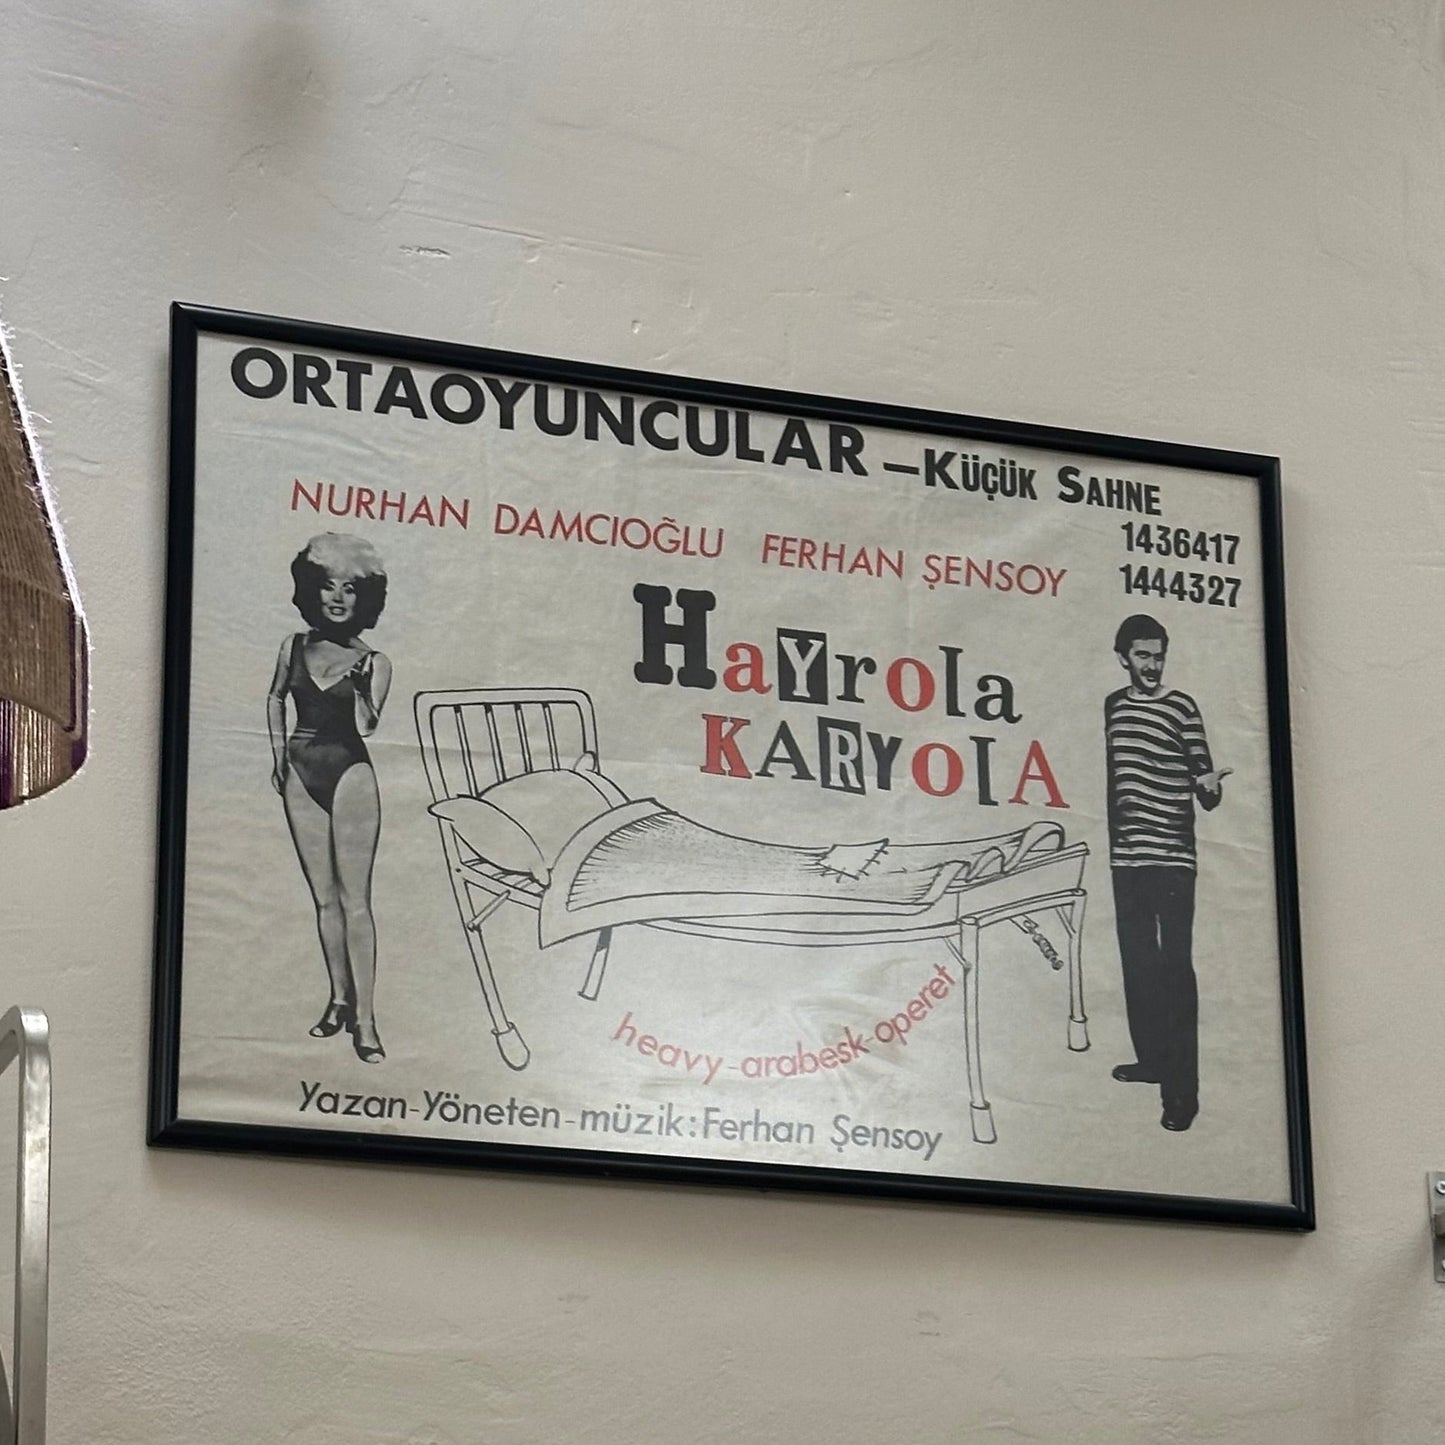 ORTAOYUNCULAR – KÜÇÜK SAHNE
1436417
1444327
NURHAN DAMCIOĞLU FERHAN ŞENSOY
HaYrola
KARYolA
heavy-arabesk-operet
Yazan-Yöneten-müzik:Ferhan Şensoy